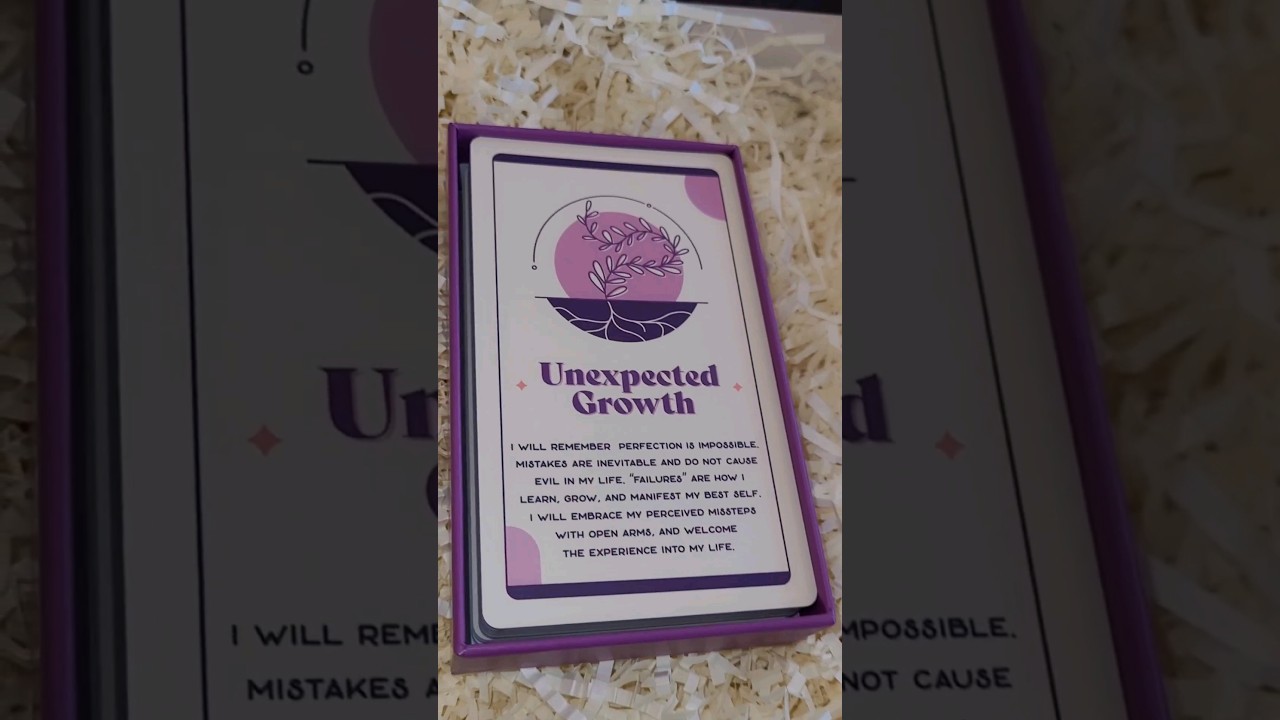 Unexpected
Growth
I WILL REMEMBER PERFECTION IS IMPOSSIBLE.
MISTAKES ARE INEVITABLE AND DO NOT CAUSE
EVIL IN MY LIFE. "FAILURES" ARE HOW I
LEARN, GROW, AND MANIFEST MY BEST SELF.
I WILL EMBRACE MY PERCEIVED MISSTEPS
WITH OPEN ARMS, AND WELCOME
THE EXPERIENCE INTO MY LIFE.